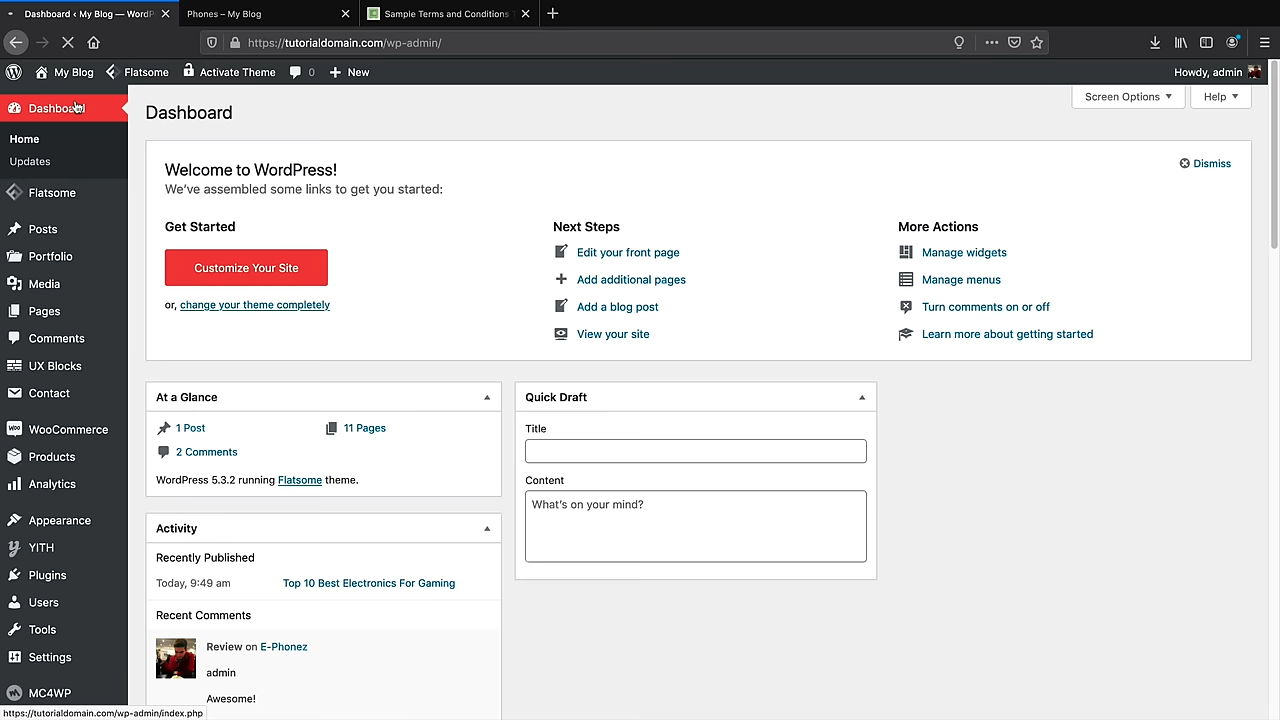 Dashboard ‹ My Blog — WordP
Phones – My Blog
Sample Terms and Conditions T
https://tutorialdomain.com/wp-admin/
My Blog
Flatsome
Activate Theme
0
New
Howdy, admin
Dashboard
Home
Updates
Flatsome
Posts
Portfolio
Media
Pages
Comments
UX Blocks
Contact
WooCommerce
Products
Analytics
Appearance
YITH
Plugins
Users
Tools
Settings
MC4WP
Dashboard
Screen Options
Help
Welcome to WordPress!
Dismiss
We've assembled some links to get you started:
Get Started
Customize Your Site
or, change your theme completely
Next Steps
Edit your front page
Add additional pages
Add a blog post
View your site
More Actions
Manage widgets
Manage menus
Turn comments on or off
Learn more about getting started
At a Glance
1 Post
11 Pages
2 Comments
WordPress 5.3.2 running Flatsome theme.
Activity
Recently Published
Today, 9:49 am
Top 10 Best Electronics For Gaming
Recent Comments
Review on E-Phonez
admin
Awesome!
Quick Draft
Title
Content
What's on your mind?
https://tutorialdomain.com/wp-admin/index.php